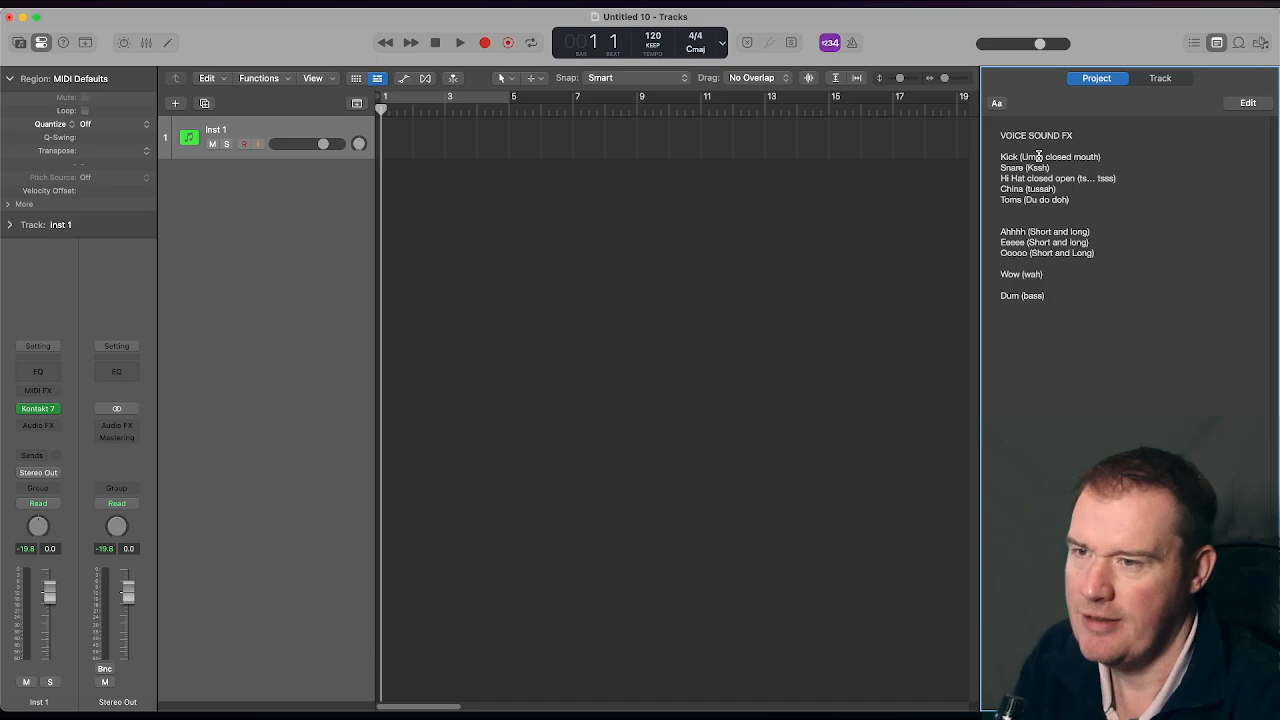 Untitled 10 - Tracks
001 1
BAR BEAT
120
KEEP
TEMPO
4/4
Cmaj
1234
Region: MIDI Defaults
Mute:
Loop:
Quantize Off
Q-Swing:
Transpose:
Pitch Source: Off
Velocity Offset:
More
Track: Inst 1
Edit Functions View
Snap: Smart
Drag: No Overlap
1 3 5 7 9 11 13 15 17 19
1
Inst 1
M S R I
Project Track
Aa Edit
VOICE SOUND FX
Snare (Kssh)
Hi Hat closed open (ts... tsss)
China (tussah)
Toms (Du do doh)
Ahhhh (Short and long)
Eeeee (Short and long)
Ooooo (Short and Long)
Wow (wah)
Dum (bass)
Setting Setting
EQ EQ
MIDI FX
Kontakt 7
Audio FX Audio FX
Mastering
Sends
Stereo Out
Group Group
Read Read
-19.8 0.0 -19.8 0.0
Bnc
M S M
Inst 1 Stereo Out